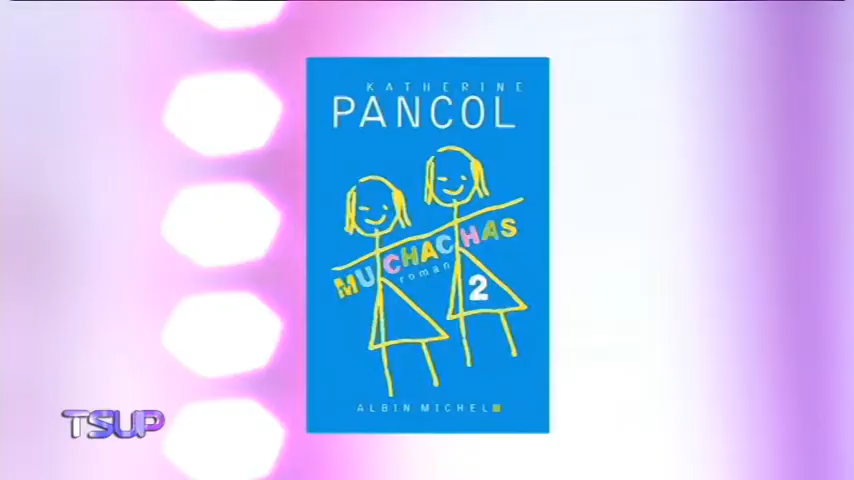 KATHERINE
PANCOL
MUCHACHAS
roman
2
ALBIN MICHEL
TSUP